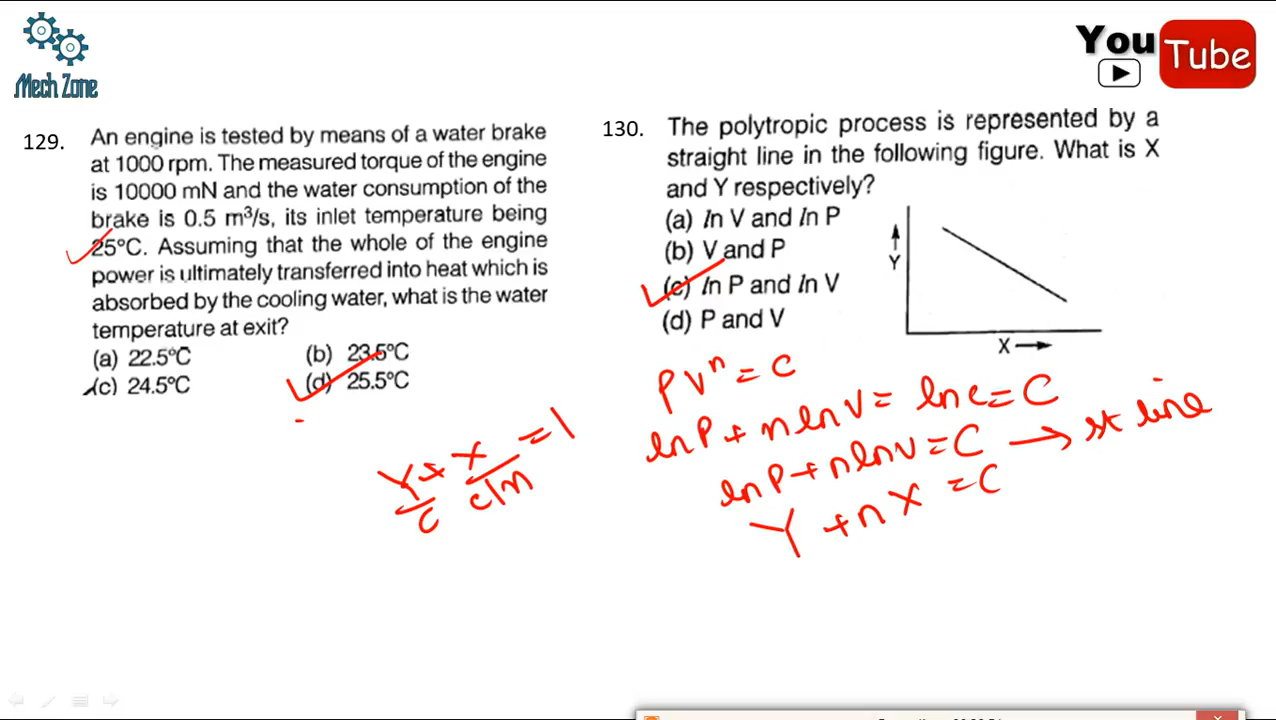 Mech Zone
You Tube
129. An engine is tested by means of a water brake
at 1000 rpm. The measured torque of the engine
is 10000 mN and the water consumption of the
brake is 0.5 m³/s, its inlet temperature being
25°C. Assuming that the whole of the engine
power is ultimately transferred into heat which is
absorbed by the cooling water, what is the water
temperature at exit?
(a) 22.5°C (b) 23.5°C
(c) 24.5°C (d) 25.5°C
Y/C + X/C/n = 1
130. The polytropic process is represented by a
straight line in the following figure. What is X
and Y respectively?
(a) ln V and ln P
(b) V and P
(c) ln P and ln V
(d) P and V
Y
X
PVⁿ = C
lnP + n lnV = lnc = C
lnP + n lnV = C → st line
Y + n X = C